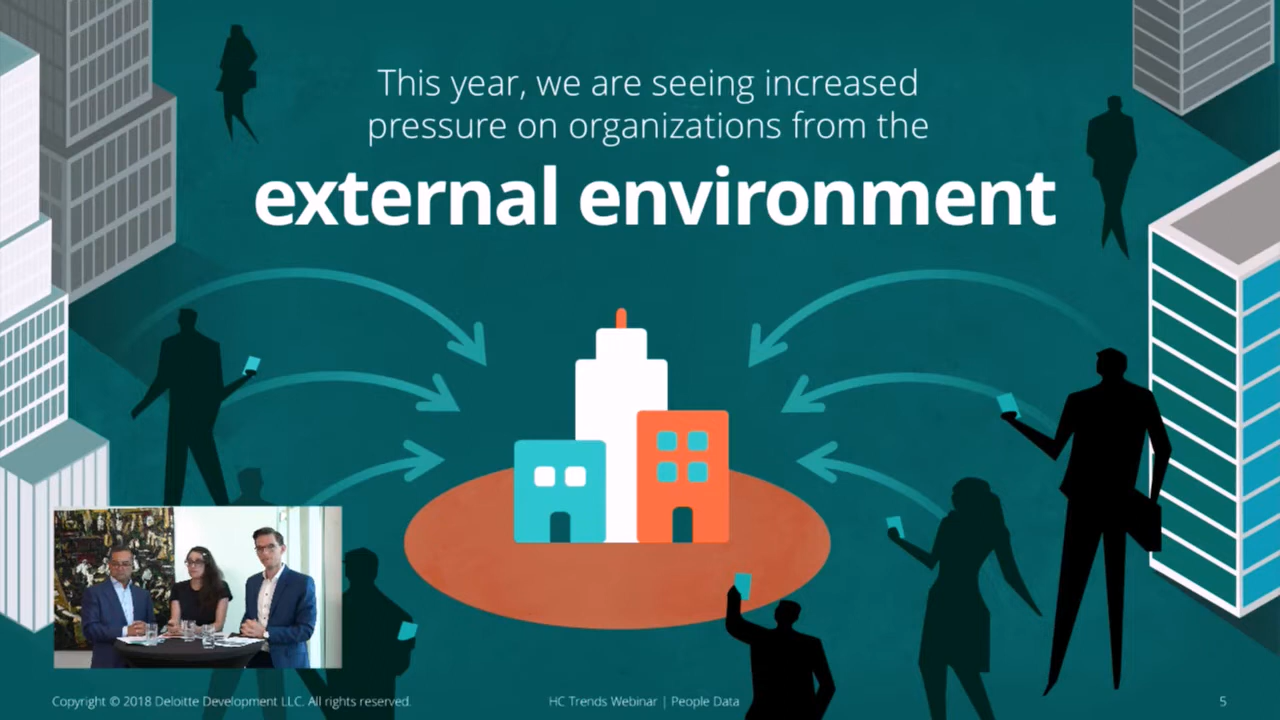 This year, we are seeing increased
pressure on organizations from the
external environment
Copyright © 2018 Deloitte Development LLC. All rights reserved.
HC Trends Webinar | People Data
5